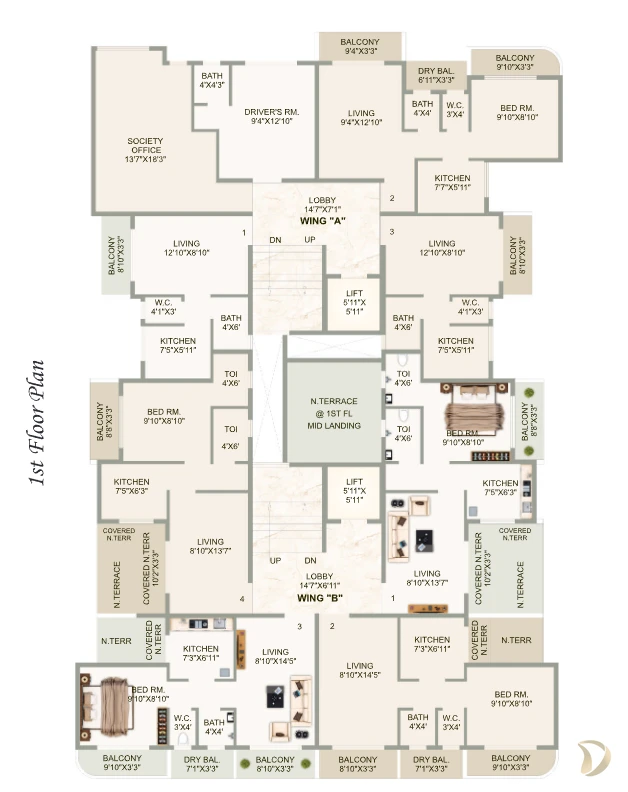 BALCONY
9'4"X3'3"
BALCONY
9'10"X3'3"
DRY BAL.
6'11"X3'3"
BATH
4'X4'3"
DRIVER'S RM.
9'4"X12'10"
LIVING
9'4"X12'10"
BATH
4'X4'
W.C.
3'X4'
BED RM.
9'10"X8'10"
SOCIETY
OFFICE
13'7"X18'3"
KITCHEN
7'7"X5'11"
LOBBY
14'7"X7'1"
WING "A"
2
1
DN UP
3
BALCONY
8'10"X3'3"
LIVING
12'10"X8'10"
LIVING
12'10"X8'10"
BALCONY
8'10"X3'3"
W.C.
4'1"X3'
LIFT
5'11"X
5'11"
W.C.
4'1"X3'
BATH
4'X6'
BATH
4'X6'
KITCHEN
7'5"X5'11"
KITCHEN
7'5"X5'11"
TOI
4'X6'
TOI
4'X6'
1st Floor Plan
BALCONY
8'8"X3'3"
BED RM.
9'10"X8'10"
N.TERRACE
@ 1ST FL
MID LANDING
TOI
4'X6'
TOI
4'X6'
BED RM.
9'10"X8'10"
BALCONY
8'8"X3'3"
KITCHEN
7'5"X6'3"
LIFT
5'11"X
5'11"
KITCHEN
7'5"X6'3"
COVERED
N.TERR
N.TERRACE
COVERED N.TERR
10'2"X3'3"
LIVING
8'10"X13'7"
UP DN
LOBBY
14'7"X6'11"
WING "B"
LIVING
8'10"X13'7"
COVERED
N.TERR
COVERED N.TERR
10'2"X3'3"
N.TERRACE
4
1
3
2
N.TERR
COVERED
N.TERR
KITCHEN
7'3"X6'11"
LIVING
8'10"X14'5"
LIVING
8'10"X14'5"
KITCHEN
7'3"X6'11"
COVERED
N.TERR
N.TERR
BED RM.
9'10"X8'10"
BED RM.
9'10"X8'10"
W.C.
3'X4'
BATH
4'X4'
BATH
4'X4'
W.C.
3'X4'
BALCONY
9'10"X3'3"
DRY BAL.
7'1"X3'3"
BALCONY
8'10"X3'3"
BALCONY
8'10"X3'3"
DRY BAL.
7'1"X3'3"
BALCONY
9'10"X3'3"